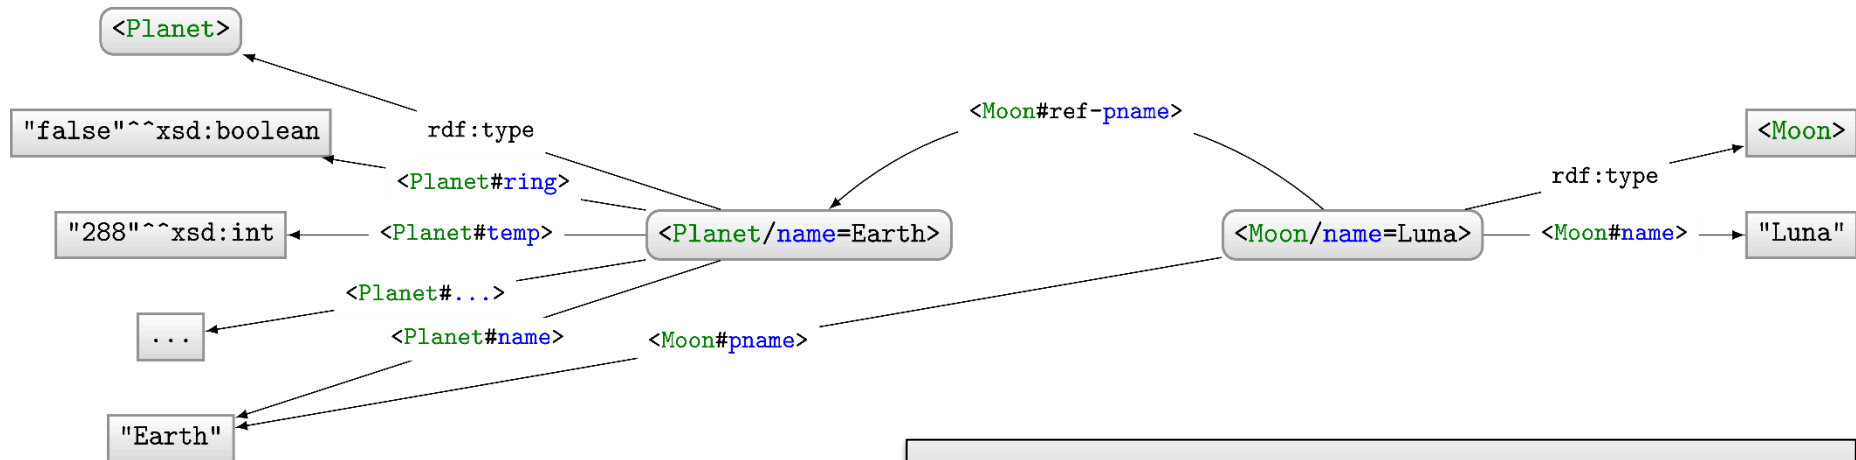 <Planet>
<Moon#ref-pname>
"false"^^xsd:boolean
rdf:type
<Moon>
<Planet#ring>
rdf:type
"288"^^xsd:int
<Planet#temp>
<Planet/name=Earth>
<Moon/name=Luna>
<Moon#name>
"Luna"
<Planet#...>
...
<Planet#name>
<Moon#pname>
"Earth"